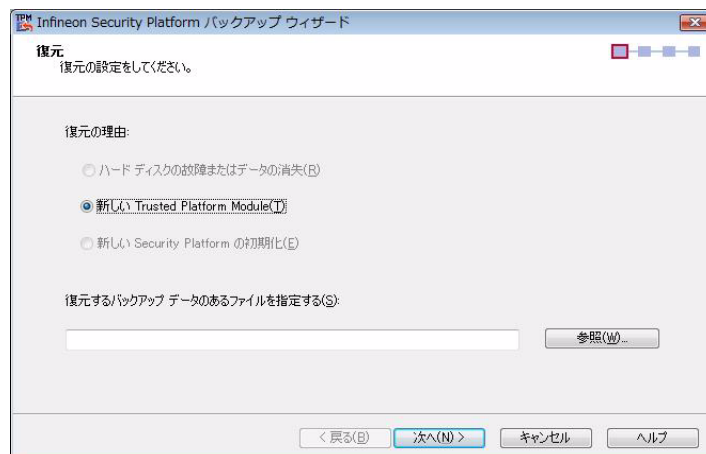 TPM
Infineon Security Platform バックアップ ウィザード
復元
復元の設定をしてください。
復元の理由:
ハード ディスクの故障またはデータの消失(R)
新しい Trusted Platform Module(T)
新しい Security Platform の初期化(E)
復元するバックアップ データのあるファイルを指定する(S):
参照(W)...
< 戻る(B)
次へ(N) >
キャンセル
ヘルプ